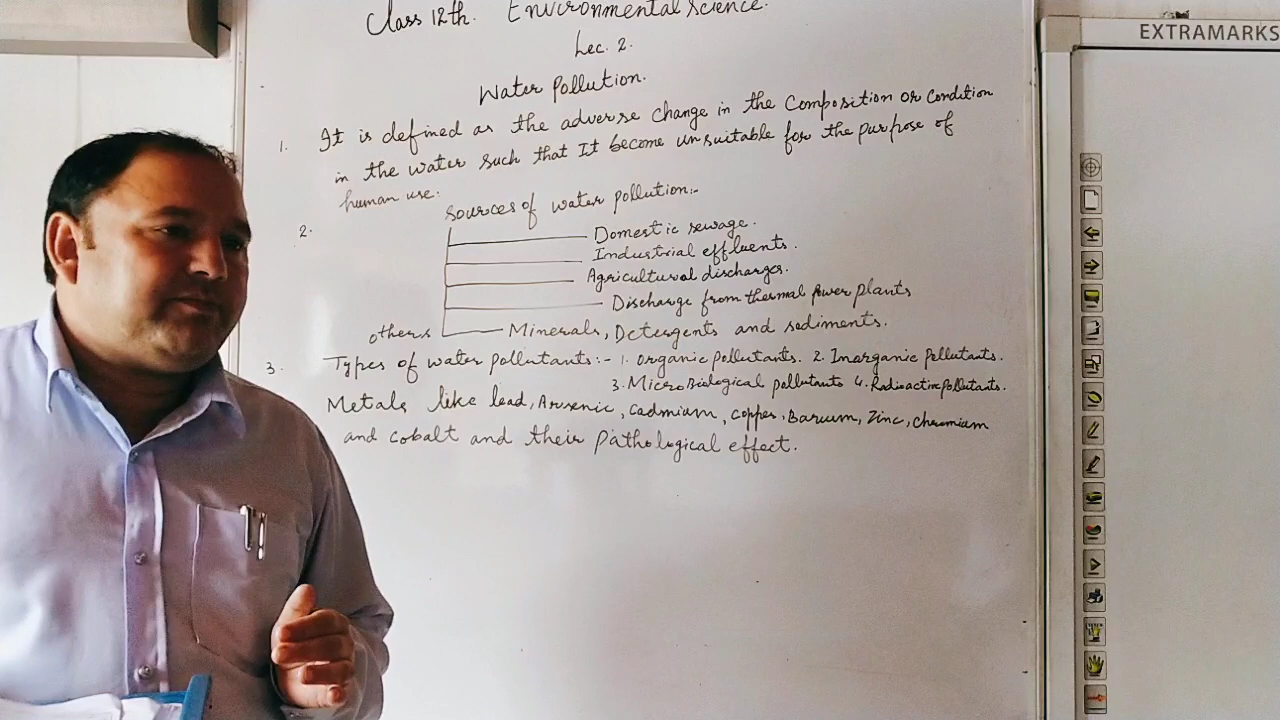 Class 12th. Environmental Science.
Lec. 2.
Water Pollution.
1. It is defined as the adverse change in the Composition or Condition
in the water such that It become unsuitable for the purpose of
human use.
2. Sources of water pollution:-
Domestic sewage.
Industrial effluents.
Agricultural discharges.
Discharge from thermal power plants
others Minerals, Detergents and sediments.
3. Types of water pollutants:- 1. Organic pollutants. 2. Inorganic Pollutants.
3. MicroBiological pollutants 4. Radioactive Pollutants.
Metals like lead, Arsenic, Cadmium, Copper, Barium, Zinc, Chromium
and cobalt and their Pathological effect.
EXTRAMARKS